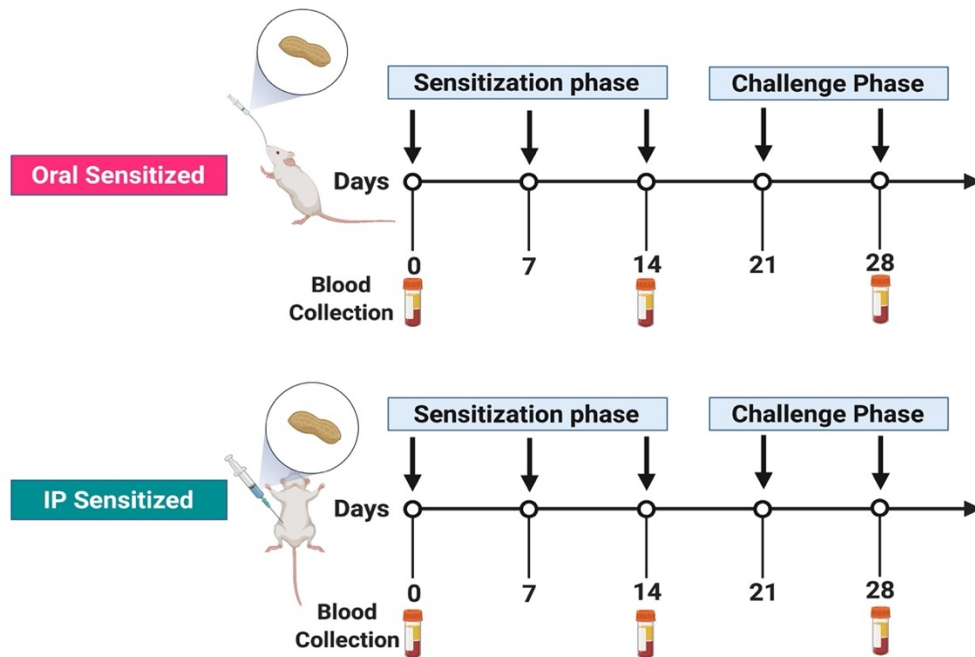 Sensitization phase
Challenge Phase
Oral Sensitized
Days
0
7
14
21
28
Blood
Collection
Sensitization phase
Challenge Phase
IP Sensitized
Days
0
7
14
21
28
Blood
Collection